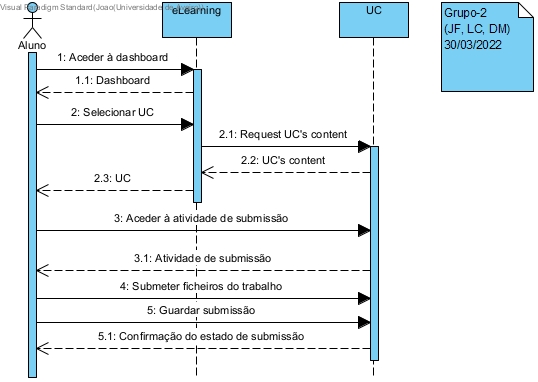 Visual Paradigm Standard(Joao(Universidade de
eLearning
UC
Grupo-2
(JF, LC, DM)
30/03/2022
Aluno
1: Aceder à dashboard
1.1: Dashboard
2: Selecionar UC
2.1: Request UC's content
2.2: UC's content
2.3: UC
3: Aceder à atividade de submissão
3.1: Atividade de submissão
4: Submeter ficheiros do trabalho
5: Guardar submissão
5.1: Confirmação do estado de submissão